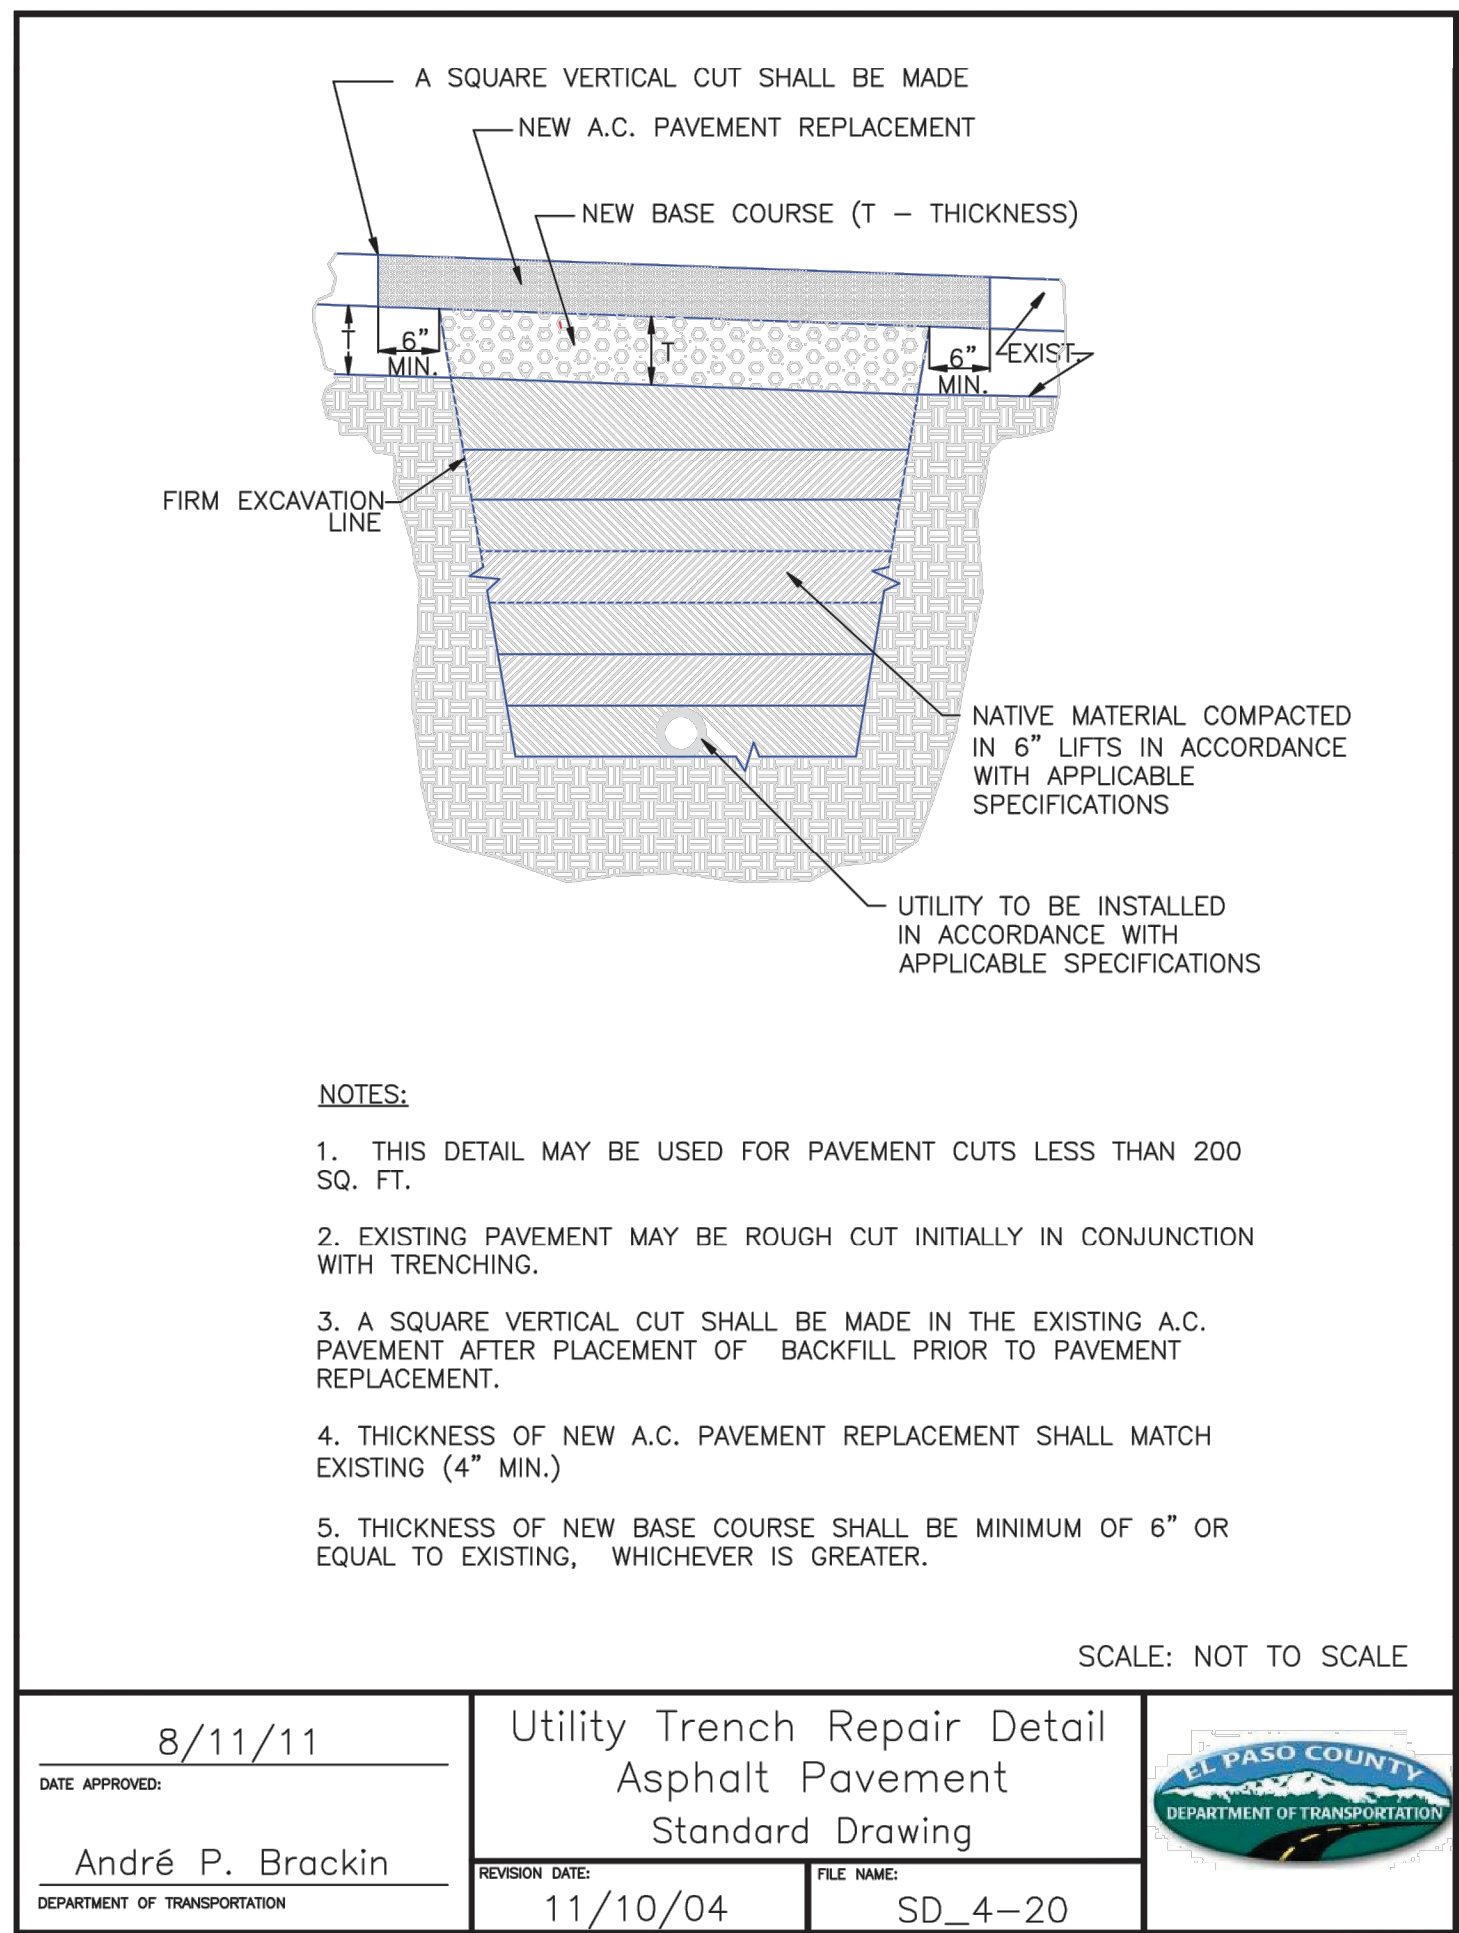 A SQUARE VERTICAL CUT SHALL BE MADE
NEW A.C. PAVEMENT REPLACEMENT
NEW BASE COURSE (T – THICKNESS)
T
6"
MIN.
T
6"
MIN.
EXIST.
FIRM EXCAVATION
LINE
NATIVE MATERIAL COMPACTED
IN 6" LIFTS IN ACCORDANCE
WITH APPLICABLE
SPECIFICATIONS
UTILITY TO BE INSTALLED
IN ACCORDANCE WITH
APPLICABLE SPECIFICATIONS
NOTES:
1. THIS DETAIL MAY BE USED FOR PAVEMENT CUTS LESS THAN 200
SQ. FT.
2. EXISTING PAVEMENT MAY BE ROUGH CUT INITIALLY IN CONJUNCTION
WITH TRENCHING.
3. A SQUARE VERTICAL CUT SHALL BE MADE IN THE EXISTING A.C.
PAVEMENT AFTER PLACEMENT OF BACKFILL PRIOR TO PAVEMENT
REPLACEMENT.
4. THICKNESS OF NEW A.C. PAVEMENT REPLACEMENT SHALL MATCH
EXISTING (4" MIN.)
5. THICKNESS OF NEW BASE COURSE SHALL BE MINIMUM OF 6" OR
EQUAL TO EXISTING, WHICHEVER IS GREATER.
SCALE: NOT TO SCALE
8/11/11
DATE APPROVED:
André P. Brackin
DEPARTMENT OF TRANSPORTATION
Utility Trench Repair Detail
Asphalt Pavement
Standard Drawing
REVISION DATE:
11/10/04
FILE NAME:
SD_4-20
EL PASO COUNTY
DEPARTMENT OF TRANSPORTATION